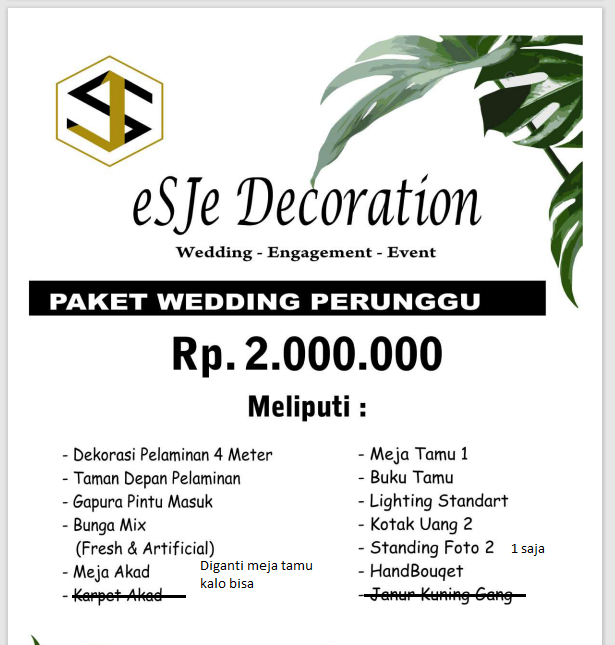 eSJe Decoration
Wedding - Engagement - Event
PAKET WEDDING PERUNGGU
Rp. 2.000.000
Meliputi :
- Dekorasi Pelaminan 4 Meter
- Taman Depan Pelaminan
- Gapura Pintu Masuk
- Bunga Mix
(Fresh & Artificial)
- Meja Akad
Diganti meja tamu
kalo bisa
- Karpet Akad
- Meja Tamu 1
- Buku Tamu
- Lighting Standart
- Kotak Uang 2
- Standing Foto 2 1 saja
- HandBouqet
- Janur Kuning Gang